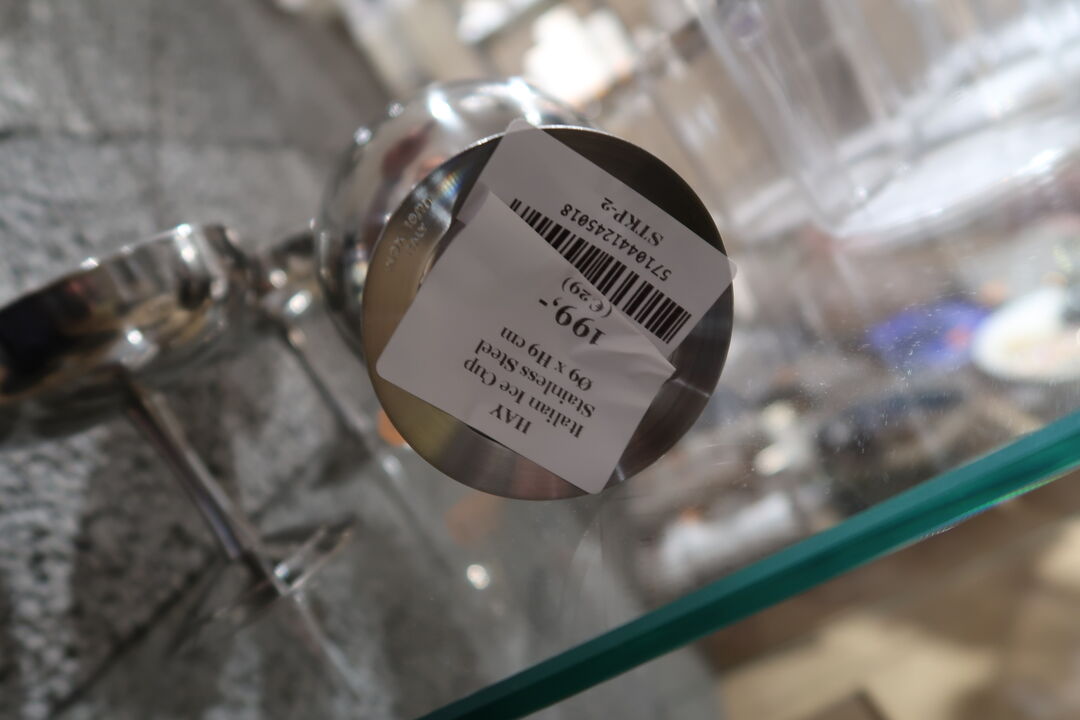 HAY
Italian Ice Cup
Stainless Steel
Ø9 x H9 cm
199,-
(€29)
5710441245018
STKP-2